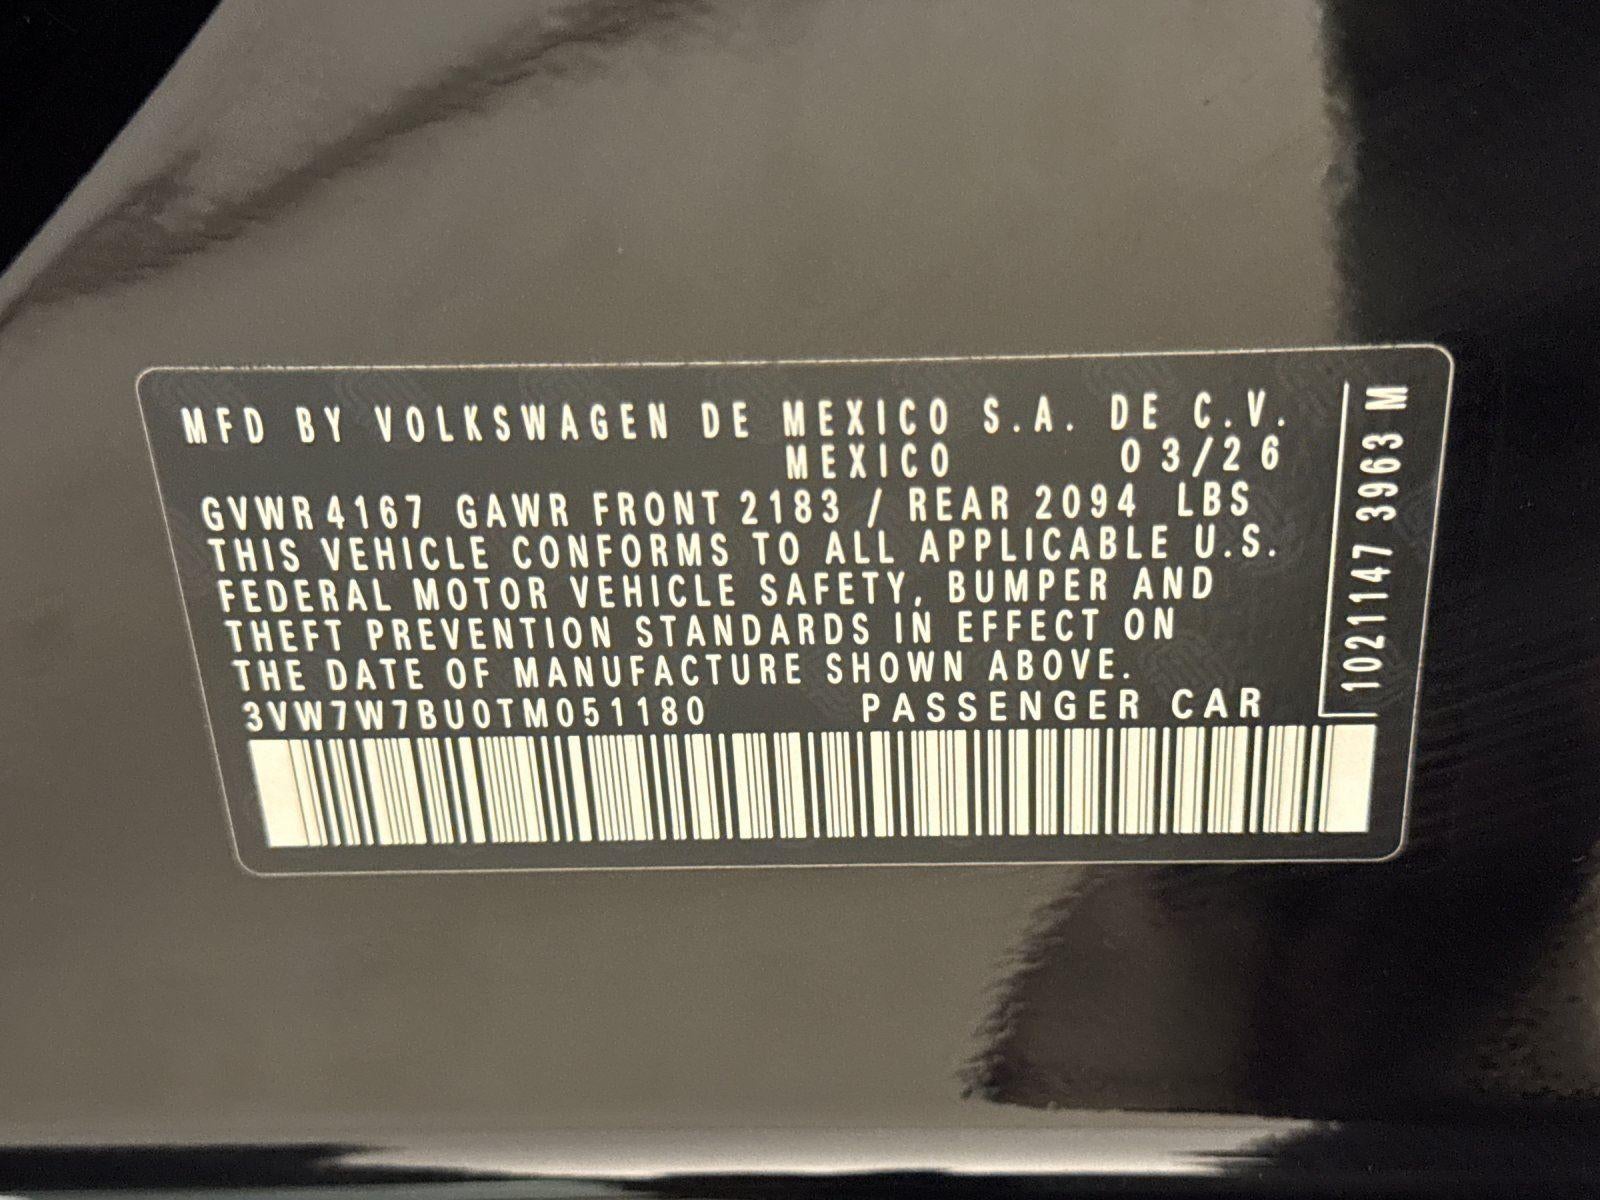 MFD BY VOLKSWAGEN DE MEXICO S.A. DE C.V.
MEXICO 03/26
GVWR 4167 GAWR FRONT 2183 / REAR 2094 LBS
THIS VEHICLE CONFORMS TO ALL APPLICABLE U.S.
FEDERAL MOTOR VEHICLE SAFETY, BUMPER AND
THEFT PREVENTION STANDARDS IN EFFECT ON
THE DATE OF MANUFACTURE SHOWN ABOVE.
3VW7W7BU0TM051180 PASSENGER CAR
1021147 3963 M